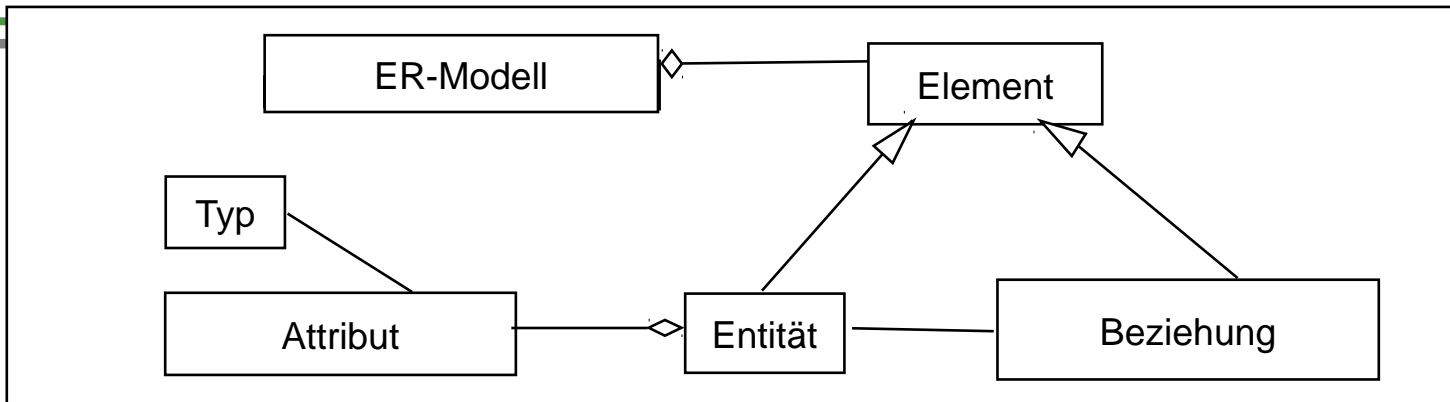 ER-Modell
Element
Typ
Attribut
Entität
Beziehung